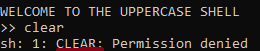 WELCOME TO THE UPPERCASE SHELL
>> clear
sh: 1: CLEAR: Permission denied